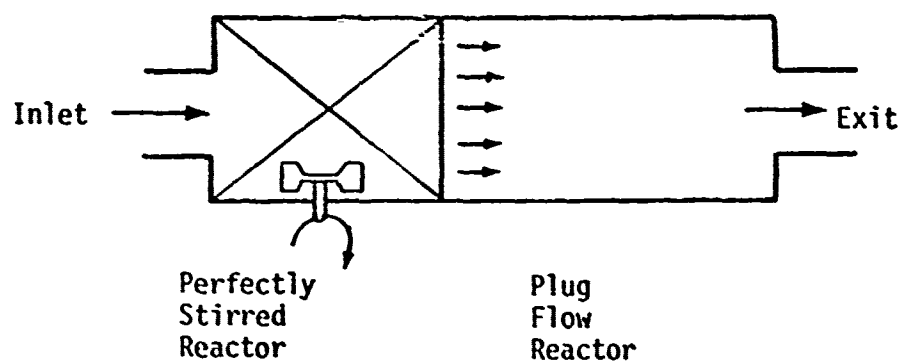 Inlet
Exit
Perfectly
Stirred
Reactor
Plug
Flow
Reactor